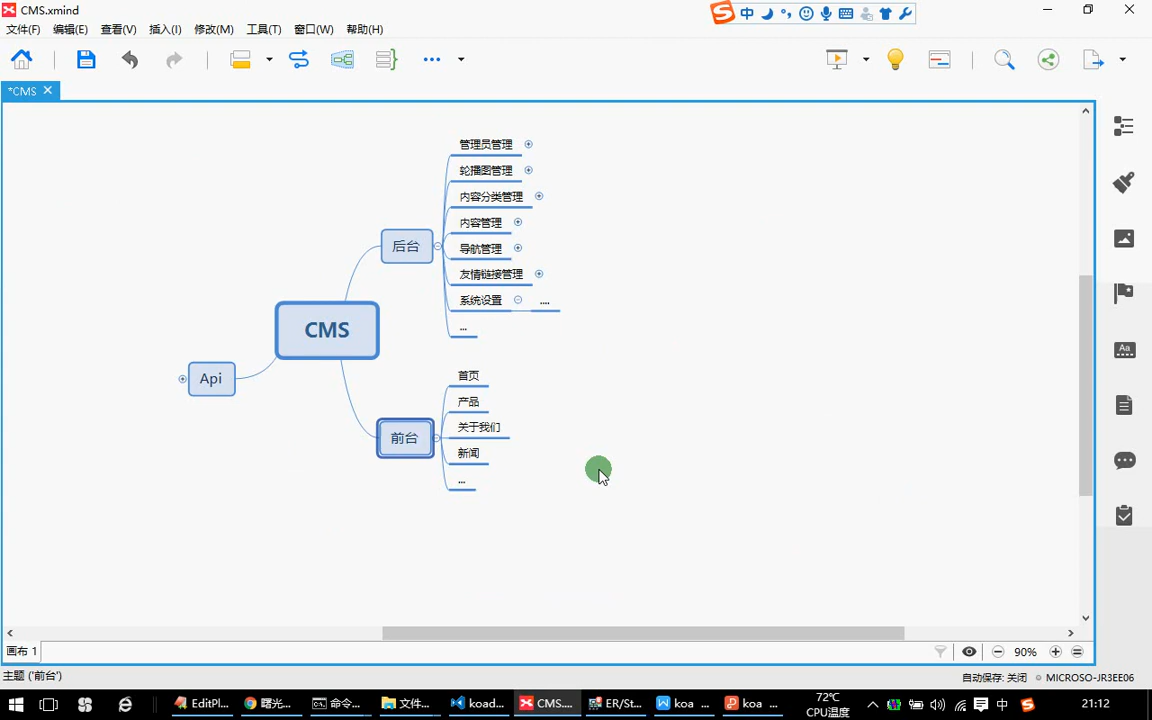 CMS.xmind
中
文件(F) 编辑(E) 查看(V) 插入(I) 修改(M) 工具(T) 窗口(W) 帮助(H)
*CMS
管理员管理
轮播图管理
内容分类管理
内容管理
后台
导航管理
友情链接管理
系统设置 ....
...
CMS
Api
首页
产品
关于我们
前台
新闻
...
画布 1
90%
主题 ('前台')
自动保存: 关闭 MICROSO-JR3EE06
EditPl... 曙光... 命令... 文件... koad... CMS.... ER/St... koa ... koa ...
72℃
CPU温度
中
21:12